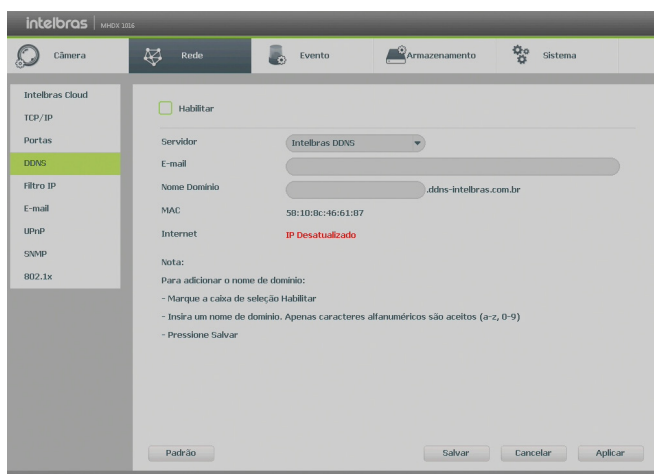 intelbras | MHDX 1016
Câmera Rede Evento Armazenamento Sistema
Intelbras Cloud
TCP/IP
Portas
DDNS
Filtro IP
E-mail
UPnP
SNMP
802.1x
Habilitar
Servidor Intelbras DDNS
E-mail
Nome Domínio .ddns-intelbras.com.br
MAC 58:10:8c:46:61:87
Internet IP Desatualizado
Nota:
Para adicionar o nome de domínio:
- Marque a caixa de seleção Habilitar
- Insira um nome de domínio. Apenas caracteres alfanuméricos são aceitos (a-z, 0-9)
- Pressione Salvar
Padrão Salvar Cancelar Aplicar